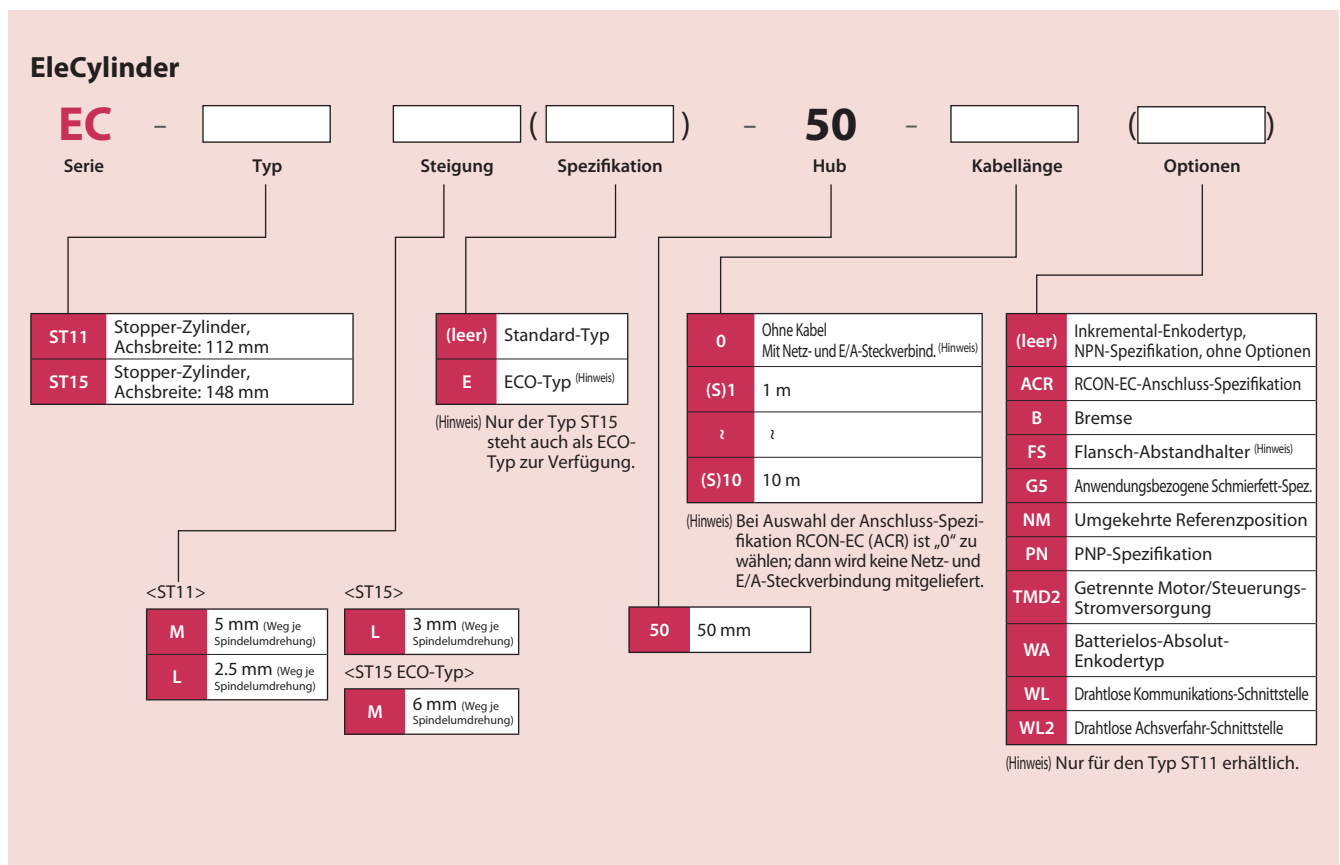 EleCylinder
EC - ( ) - 50 - ( )
Serie Typ Steigung Spezifikation Hub Kabellänge Optionen
ST11 Stopper-Zylinder,
Achsbreite: 112 mm
ST15 Stopper-Zylinder,
Achsbreite: 148 mm
<ST11>
M 5 mm (Weg je
Spindelumdrehung)
L 2.5 mm (Weg je
Spindelumdrehung)
<ST15>
L 3 mm (Weg je
Spindelumdrehung)
<ST15 ECO-Typ>
M 6 mm (Weg je
Spindelumdrehung)
(leer) Standard-Typ
E ECO-Typ (Hinweis)
(Hinweis) Nur der Typ ST15
steht auch als ECO-
Typ zur Verfügung.
50 50 mm
0 Ohne Kabel
Mit Netz- und E/A-Steckverbind. (Hinweis)
(S)1 1 m
~ ~
(S)10 10 m
(Hinweis) Bei Auswahl der Anschluss-Spezi-
fikation RCON-EC (ACR) ist „0" zu
wählen; dann wird keine Netz- und
E/A-Steckverbindung mitgeliefert.
(leer) Inkremental-Enkodertyp,
NPN-Spezifikation, ohne Optionen
ACR RCON-EC-Anschluss-Spezifikation
B Bremse
FS Flansch-Abstandhalter (Hinweis)
G5 Anwendungsbezogene Schmierfett-Spez.
NM Umgekehrte Referenzposition
PN PNP-Spezifikation
TMD2 Getrennte Motor/Steuerungs-
Stromversorgung
WA Batterielos-Absolut-
Enkodertyp
WL Drahtlose Kommunikations-Schnittstelle
WL2 Drahtlose Achsverfahr-Schnittstelle
(Hinweis) Nur für den Typ ST11 erhältlich.